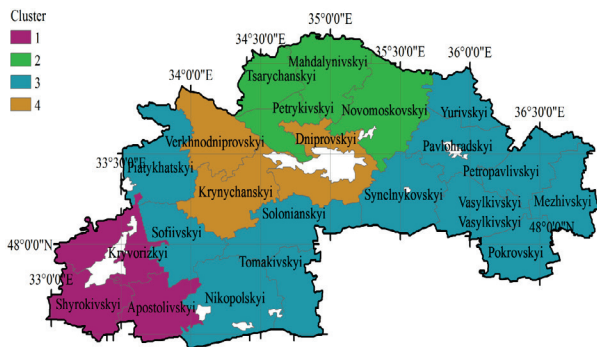 Cluster
1
2
3
4
35°0'0"E
34°30'0"E
35°30'0"E
36°0'0"E
34°0'0"E
36°30'0"E
33°30'0"E
48°0'0"N
33°0'0"E
48°0'0"N
Mahdalynivskyi
Tsarychanskyi
Petrykivskyi
Novomoskovskyi
Yurivskyi
Verkhnodniprovskyi
Dniprovskyi
Pavlohradskyi
Piatykhatskyi
Petropavlivskyi
Krynychanskyi
Synclnykovskyi
Vasylkivskyi
Mezhivskyi
Solonianskyi
Vasylkivskyi
Sofiivskyi
Kryvorizkyi
Pokrovskyi
Tomakivskyi
Shyrokivskyi
Apostolivskyi
Nikopolskyi